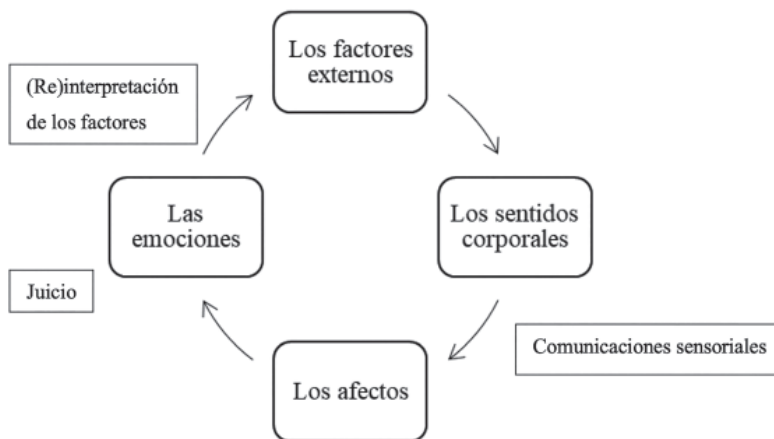 Los factores
externos
(Re)interpretación
de los factores
Las
emociones
Los sentidos
corporales
Juicio
Comunicaciones sensoriales
Los afectos